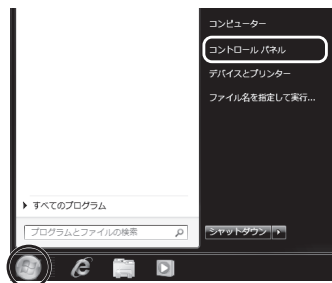 コンピューター
コントロール パネル
デバイスとプリンター
ファイル名を指定して実行...
すべてのプログラム
プログラムとファイルの検索
シャットダウン